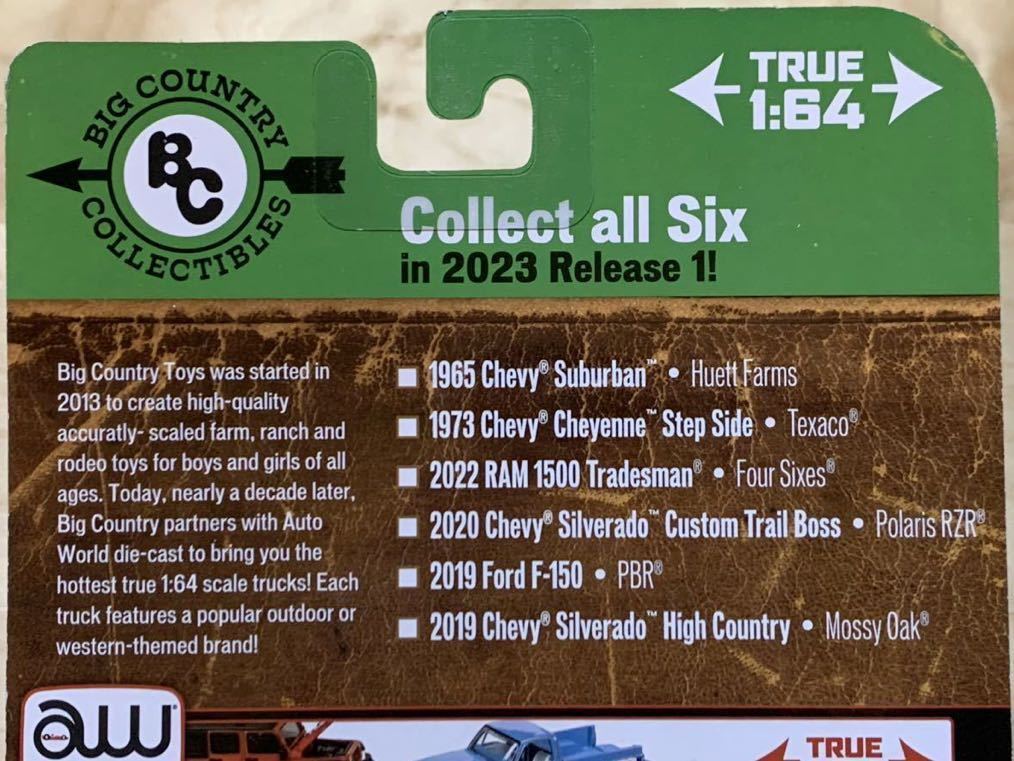 BIG COUNTRY
BC
COLLECTIBLES
TRUE
1:64
Collect all Six
in 2023 Release 1!
Big Country Toys was started in
2013 to create high-quality
accuratly- scaled farm, ranch and
rodeo toys for boys and girls of all
ages. Today, nearly a decade later,
Big Country partners with Auto
World die-cast to bring you the
hottest true 1:64 scale trucks! Each
truck features a popular outdoor or
western-themed brand!
1965 Chevy® Suburban™ • Huett Farms
1973 Chevy® Cheyenne™ Step Side • Texaco®
2022 RAM 1500 Tradesman® • Four Sixes®
2020 Chevy® Silverado™ Custom Trail Boss • Polaris RZR®
2019 Ford F-150 • PBR®
2019 Chevy® Silverado™ High Country • Mossy Oak®
aw®
TRUE